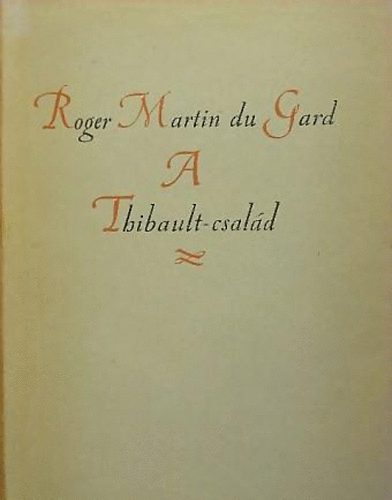 Roger Martin du Gard
A
Thibault-család